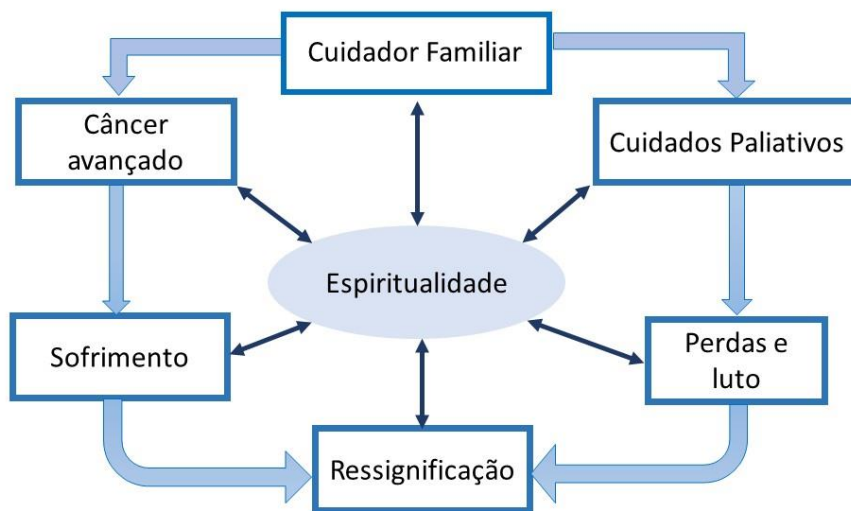 Cuidador Familiar
Câncer
avançado
Cuidados Paliativos
Espiritualidade
Sofrimento
Perdas e
luto
Ressignificação